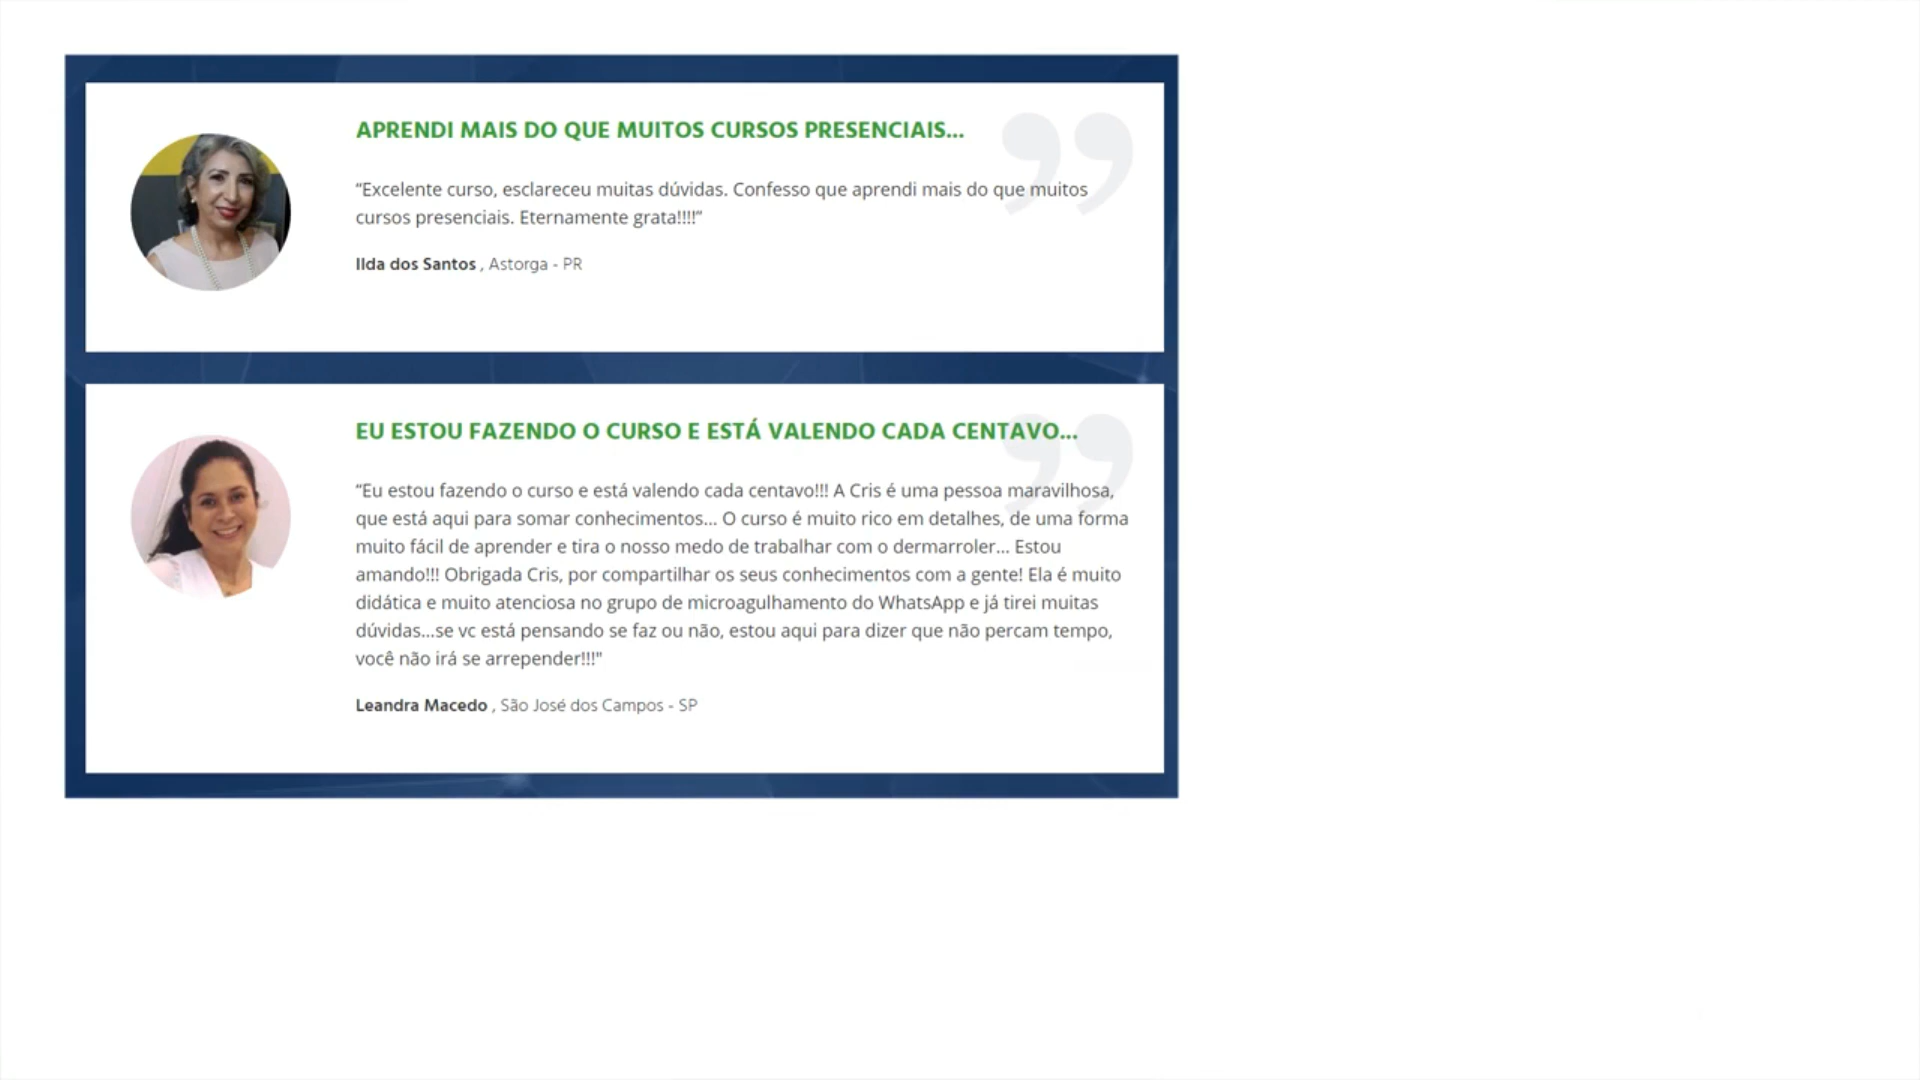 APRENDI MAIS DO QUE MUITOS CURSOS PRESENCIAIS...
“Excelente curso, esclareceu muitas dúvidas. Confesso que aprendi mais do que muitos
cursos presenciais. Eternamente grata!!!!”
Ilda dos Santos , Astorga - PR
EU ESTOU FAZENDO O CURSO E ESTÁ VALENDO CADA CENTAVO...
“Eu estou fazendo o curso e está valendo cada centavo!!! A Cris é uma pessoa maravilhosa,
que está aqui para somar conhecimentos... O curso é muito rico em detalhes, de uma forma
muito fácil de aprender e tira o nosso medo de trabalhar com o dermarroler... Estou
amando!!! Obrigada Cris, por compartilhar os seus conhecimentos com a gente! Ela é muito
didática e muito atenciosa no grupo de microagulhamento do WhatsApp e já tirei muitas
dúvidas...se vc está pensando se faz ou não, estou aqui para dizer que não percam tempo,
você não irá se arrepender!!!"
Leandra Macedo , São José dos Campos - SP